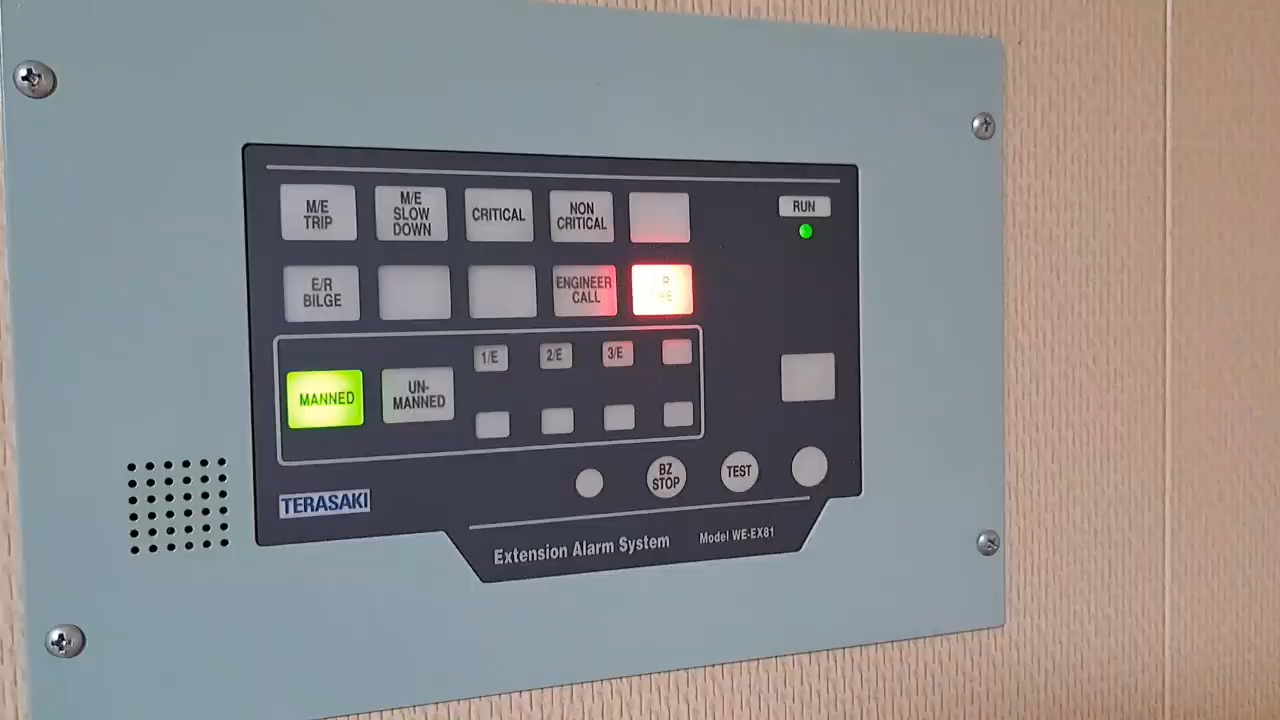 M/E
TRIP
M/E
SLOW
DOWN
CRITICAL
NON
CRITICAL
RUN
E/R
BILGE
ENGINEER
CALL
MANNED
UN-
MANNED
1/E
2/E
3/E
BZ
STOP
TEST
TERASAKI
Extension Alarm System
Model WE-EX81